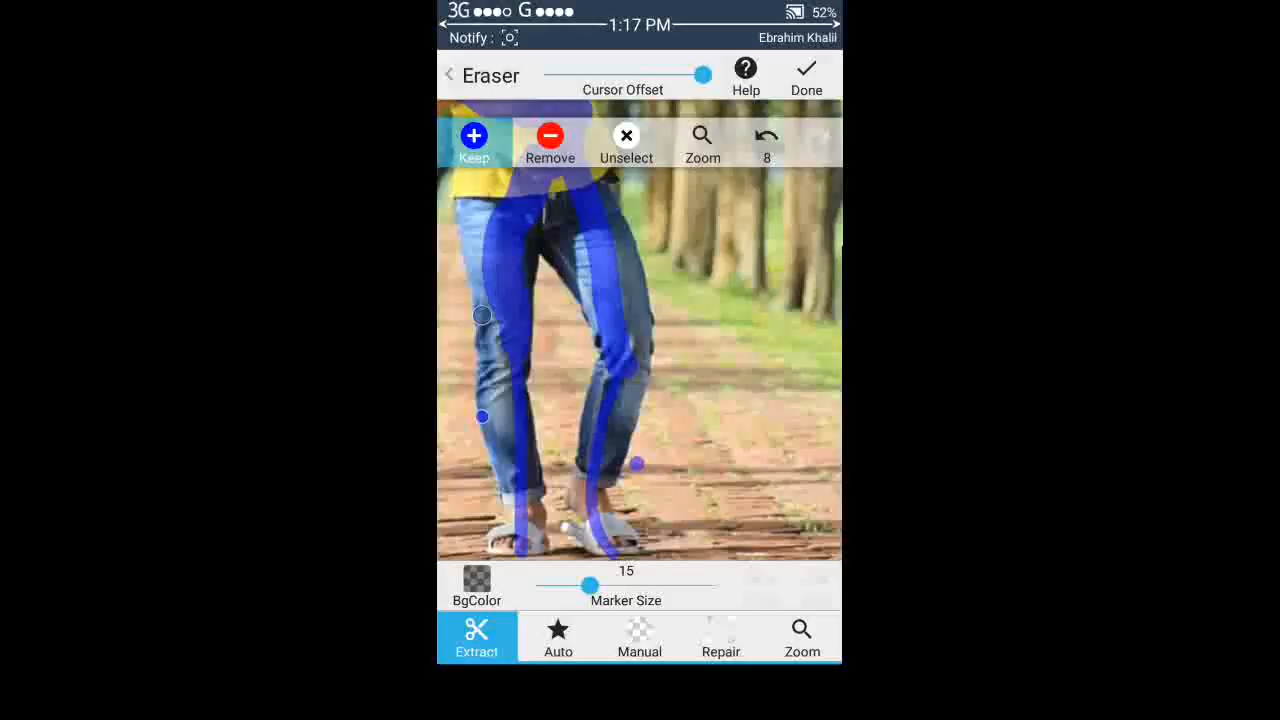 3G G 52%
1:17 PM
Notify : Ebrahim Khalil
Eraser Cursor Offset Help Done
Keep Remove Unselect Zoom 8
15
BgColor Marker Size
Extract Auto Manual Repair Zoom